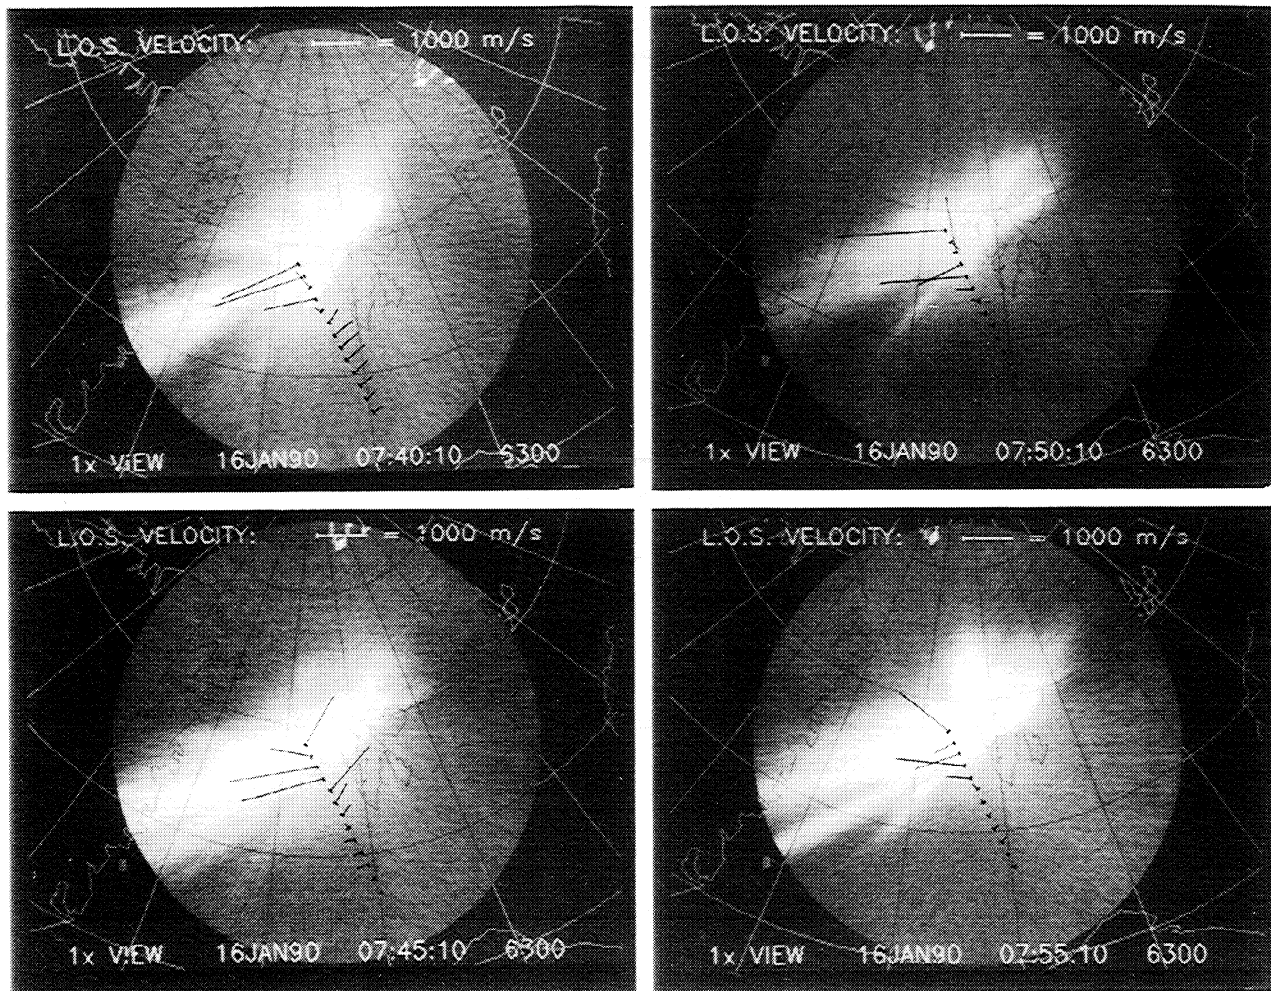 L.O.S. VELOCITY: = 1000 m/s
1x VIEW 16JAN90 07:40:10 6300
L.O.S. VELOCITY: = 1000 m/s
1x VIEW 16JAN90 07:50:10 6300
L.O.S. VELOCITY: = 1000 m/s
1x VIEW 16JAN90 07:45:10 6300
L.O.S. VELOCITY: = 1000 m/s
1x VIEW 16JAN90 07:55:10 6300